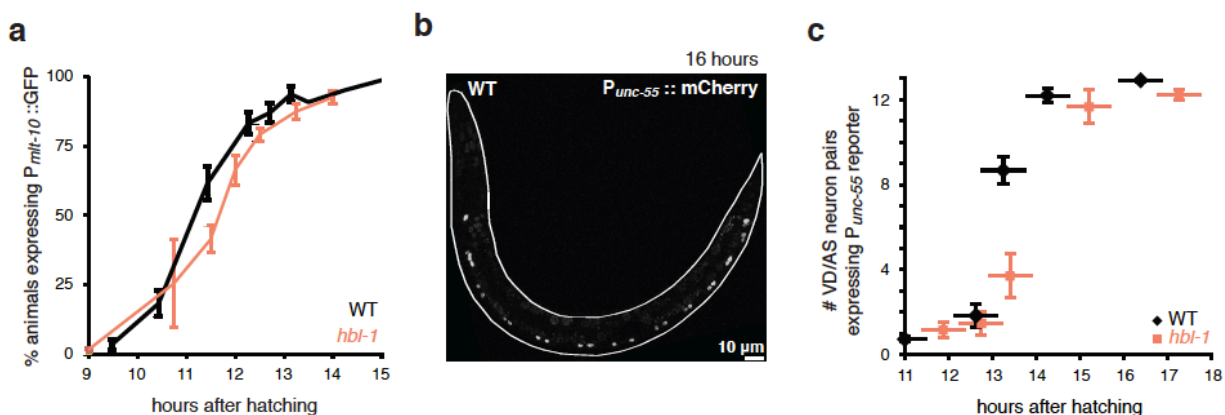 a
% animals expressing Pmlt-10 ::GFP
100
75
50
25
0
9 10 11 12 13 14 15
hours after hatching
WT
hbl-1
b
16 hours
WT
Punc-55 :: mCherry
10 µm
c
# VD/AS neuron pairs
expressing Punc-55 reporter
12
8
4
0
11 12 13 14 15 16 17 18
hours after hatching
WT
hbl-1